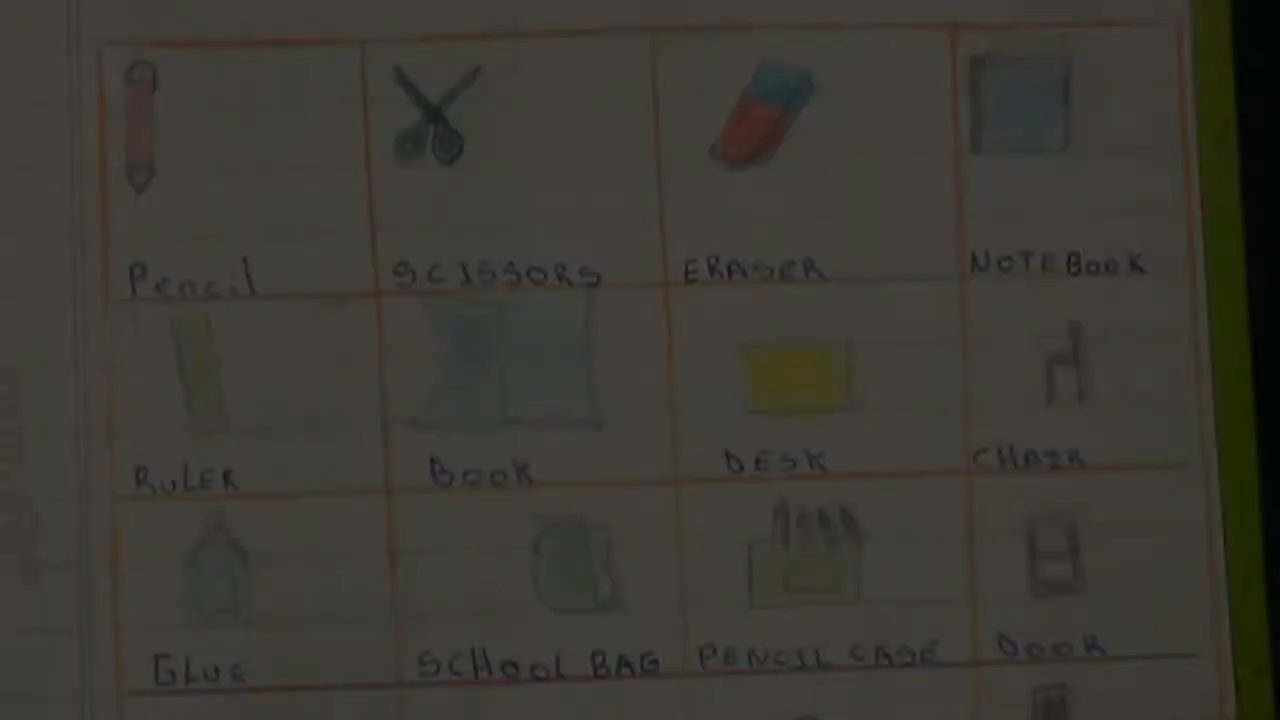 Pencil SCISSORS ERASER NOTEBOOK
RULER BOOK DESK CHAIR
GLUE SCHOOL BAG PENCIL CASE DOOR